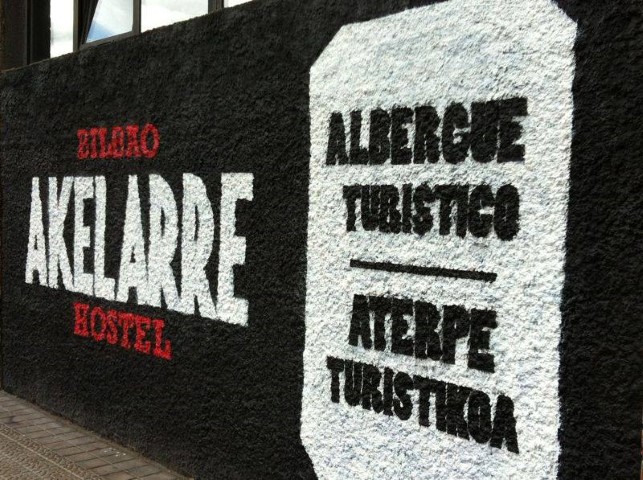 BILBAO
AKELARRE
HOSTEL
ALBERGUE
TURISTICO
ATERPE
TURISTIKOA